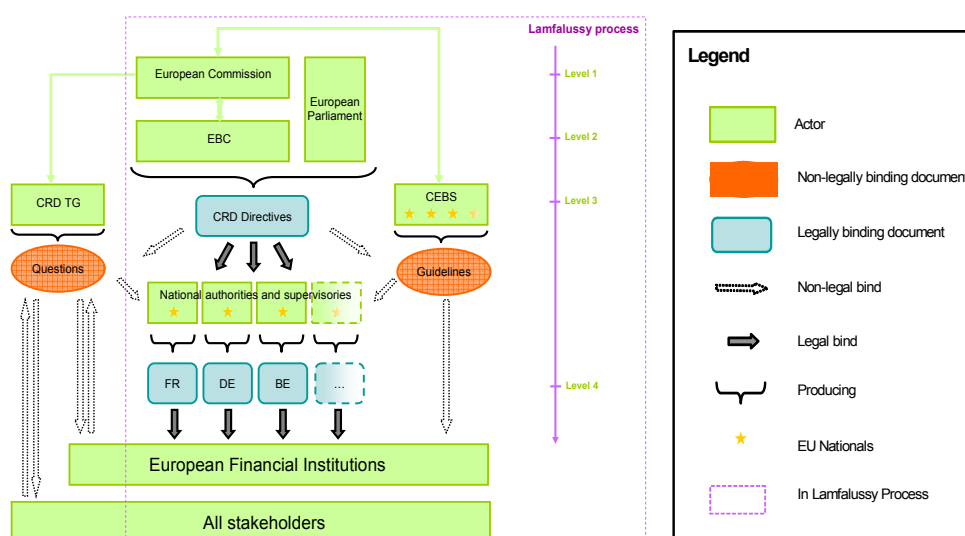 Lamfalussy process
Level 1
Level 2
Level 3
Level 4
European Commission
European
Parliament
EBC
CRD TG
CRD Directives
CEBS
Questions
Guidelines
National authorities and supervisories
FR
DE
BE
...
European Financial Institutions
All stakeholders
Legend
Actor
Non-legally binding document
Legally binding document
Non-legal bind
Legal bind
Producing
EU Nationals
In Lamfalussy Process